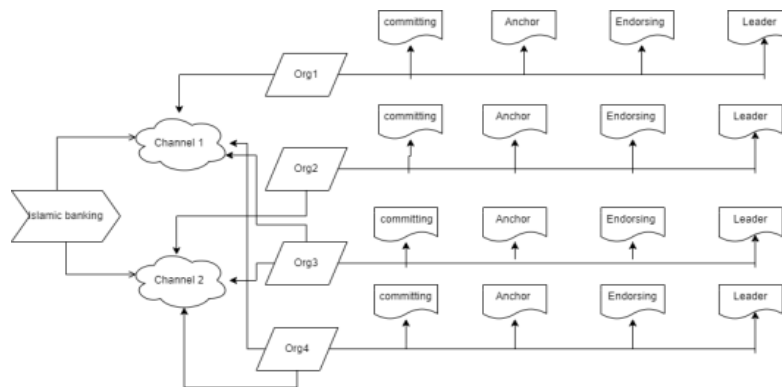 committing
Anchor
Endorsing
Leader
Org1
committing
Anchor
Endorsing
Leader
Channel 1
Org2
Islamic banking
committing
Anchor
Endorsing
Leader
Org3
Channel 2
committing
Anchor
Endorsing
Leader
Org4